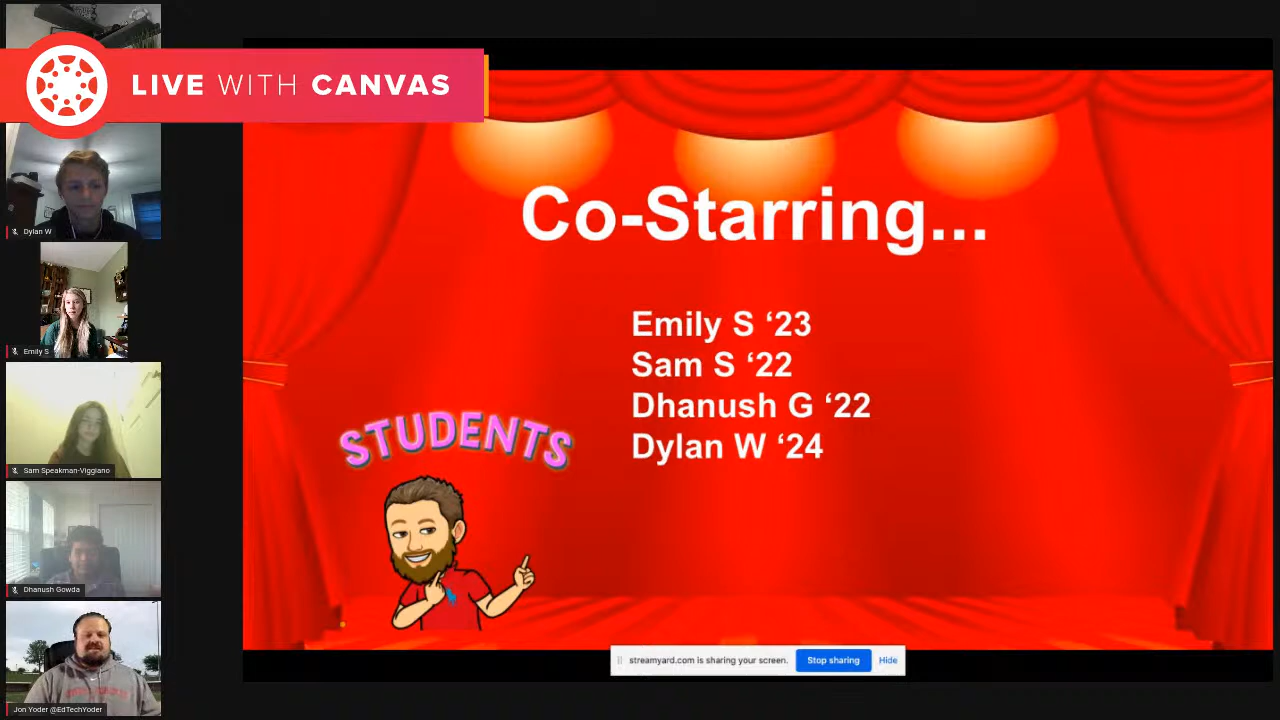 LIVE WITH CANVAS
Dylan W
Emily S
Sam Speakman-Viggiano
Dhanush Gowda
Jon Yoder @EdTechYoder
Co-Starring...
Emily S ‘23
Sam S ‘22
Dhanush G ‘22
Dylan W ‘24
STUDENTS
streamyard.com is sharing your screen.
Stop sharing
Hide